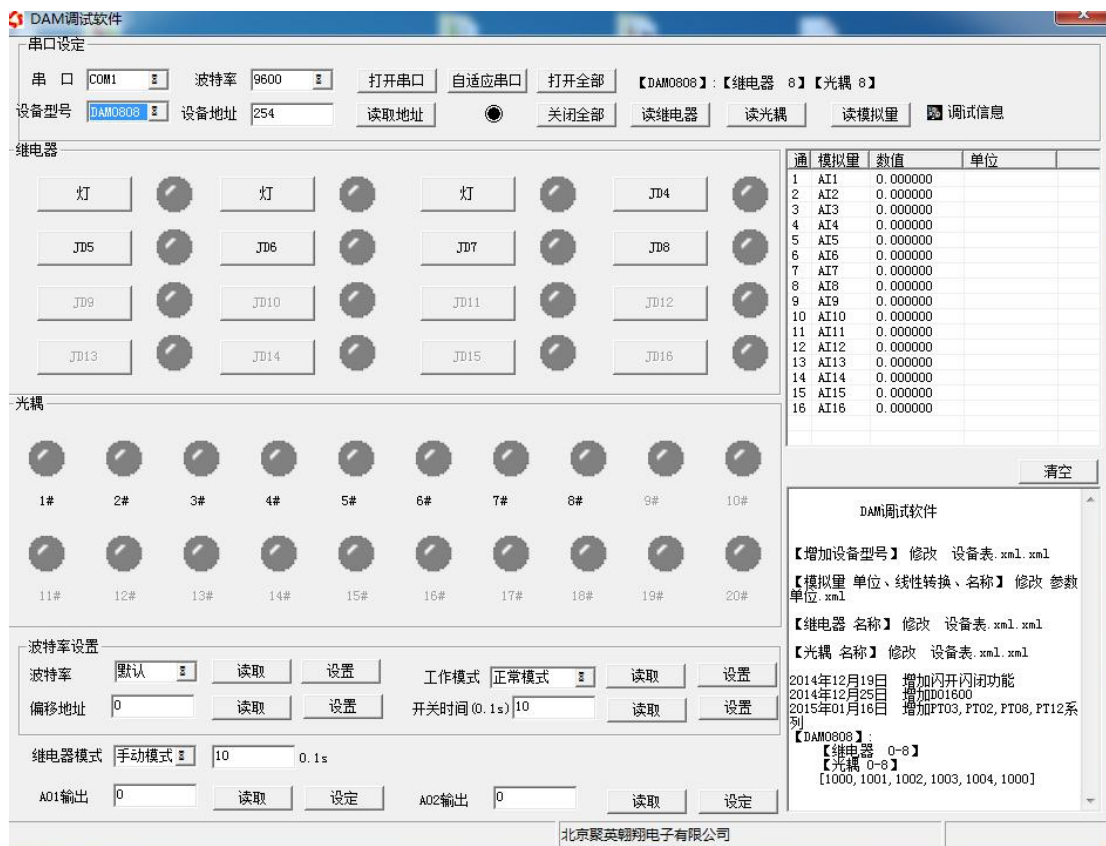 DAM调试软件
串口设定
串 口 COM1 波特率 9600 打开串口 自适应串口 打开全部 【DAM0808】:【继电器 8】【光耦 8】
设备型号 DAM0808 设备地址 254 读取地址 关闭全部 读继电器 读光耦 读模拟量 调试信息
继电器
灯 灯 灯 JD4
JD5 JD6 JD7 JD8
JD9 JD10 JD11 JD12
JD13 JD14 JD15 JD16
通 模拟量 数值 单位
1 AI1 0.000000
2 AI2 0.000000
3 AI3 0.000000
4 AI4 0.000000
5 AI5 0.000000
6 AI6 0.000000
7 AI7 0.000000
8 AI8 0.000000
9 AI9 0.000000
10 AI10 0.000000
11 AI11 0.000000
12 AI12 0.000000
13 AI13 0.000000
14 AI14 0.000000
15 AI15 0.000000
16 AI16 0.000000
光耦
1# 2# 3# 4# 5# 6# 7# 8# 9# 10#
11# 12# 13# 14# 15# 16# 17# 18# 19# 20#
清空
DAM调试软件
【增加设备型号】 修改 设备表.xml.xml
【模拟量 单位、线性转换、名称】 修改 参数
单位.xml
【继电器 名称】 修改 设备表.xml.xml
【光耦 名称】 修改 设备表.xml.xml
2014年12月19日 增加闪开闪闭功能
2014年12月25日 增加DO1600
2015年01月16日 增加PT03,PT02,PT08,PT12系
列
【DAM0808】:
【继电器 0-8】
【光耦 0-8】
[1000,1001,1002,1003,1004,1000]
波特率设置
波特率 默认 读取 设置 工作模式 正常模式 读取 设置
偏移地址 0 读取 设置 开关时间(0.1s) 10 读取 设置
继电器模式 手动模式 10 0.1s
AO1输出 0 读取 设定 AO2输出 0 读取 设定
北京聚英翱翔电子有限公司